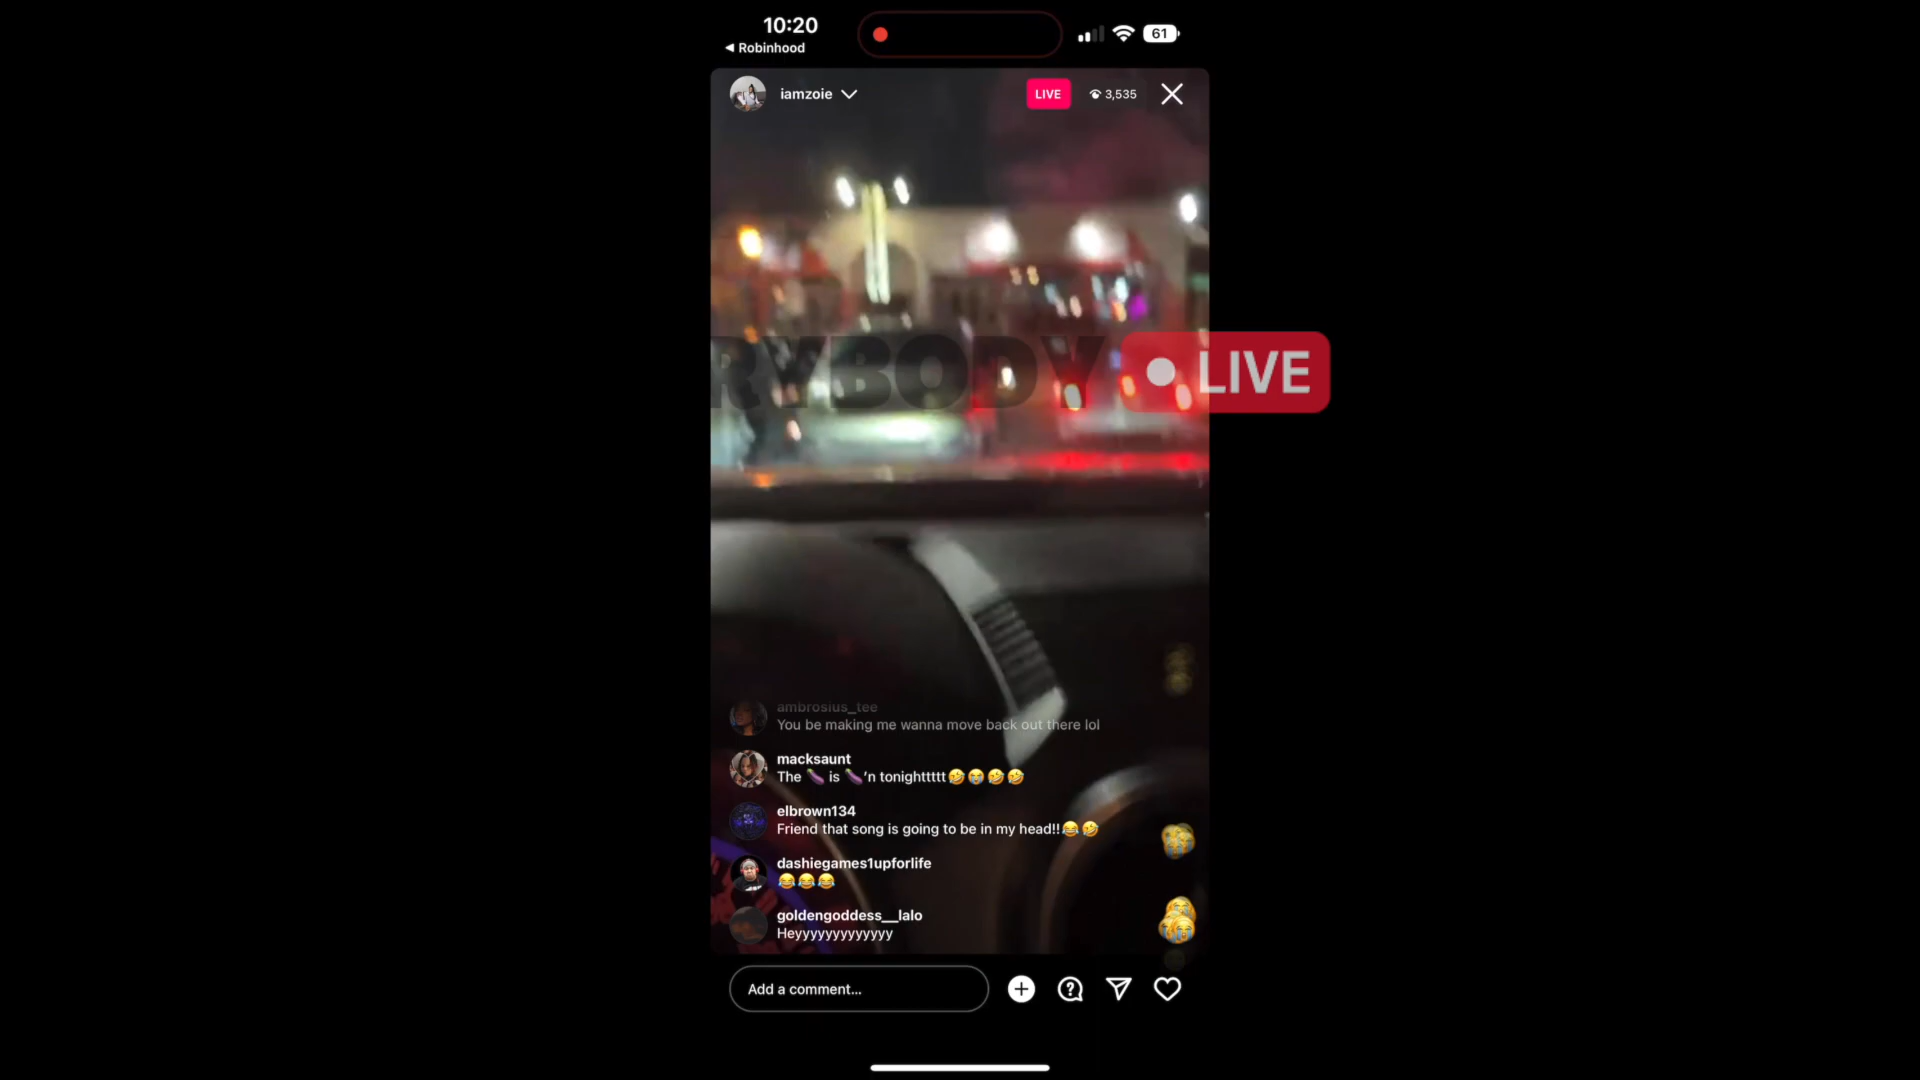 10:20
◀ Robinhood
61
iamzoie
LIVE
3,535
RYBODY LIVE
ambrosius_tee
You be making me wanna move back out there lol
macksaunt
The 🍆 is 🍆'n tonighttttt🤣😭🤣🤣
elbrown134
Friend that song is going to be in my head!!😂🤣
dashiegames1upforlife
😂😂😂
goldengoddess__lalo
Heyyyyyyyyyyyyy
Add a comment...